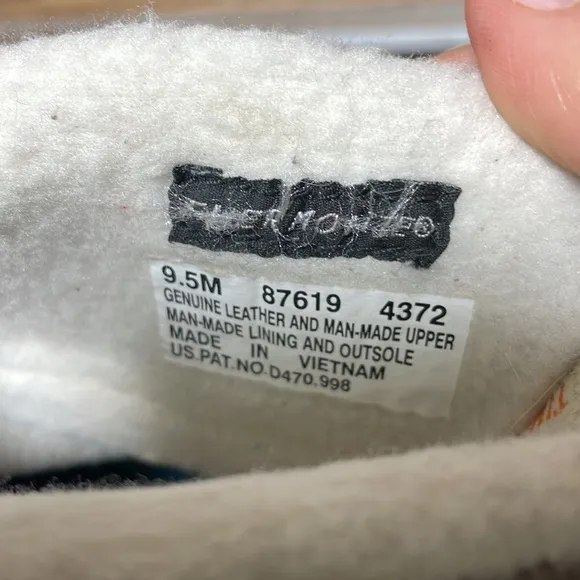 9.5M 87619 4372
GENUINE LEATHER AND MAN-MADE UPPER
MAN-MADE LINING AND OUTSOLE
MADE IN VIETNAM
US.PAT.NO.D470.998